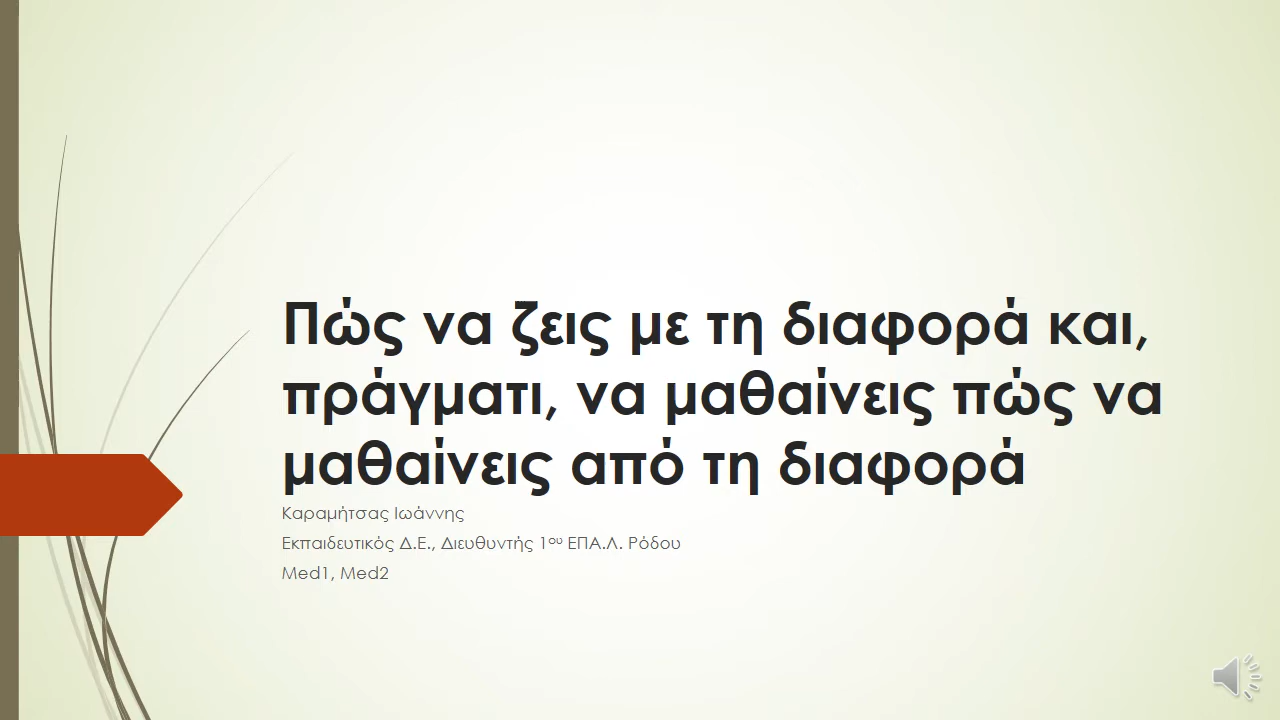 Πώς να ζεις με τη διαφορά και,
πράγματι, να μαθαίνεις πώς να
μαθαίνεις από τη διαφορά
Καραμήτσας Ιωάννης
Εκπαιδευτικός Δ.Ε., Διευθυντής 1ου ΕΠΑ.Λ. Ρόδου
Med1, Med2